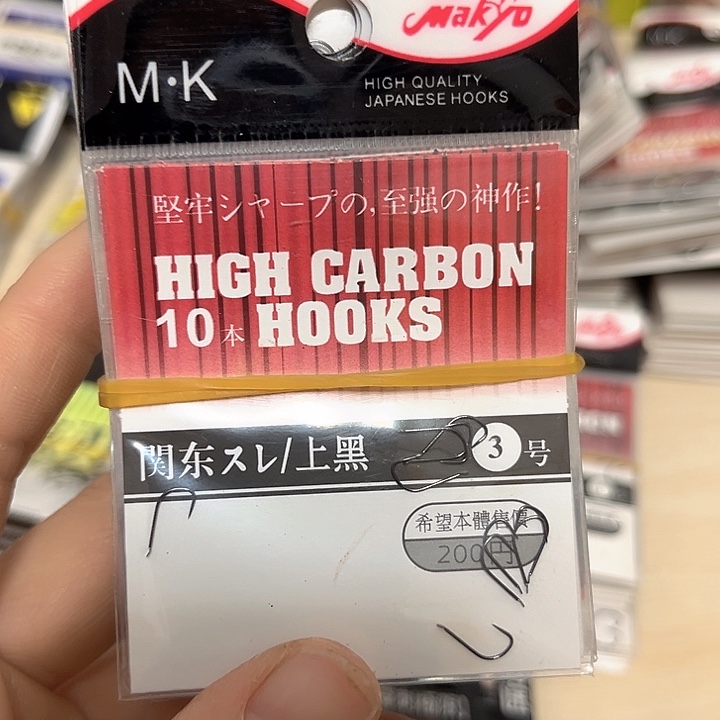 Makyo
M·K
HIGH QUALITY
JAPANESE HOOKS
堅牢シャープの,至强の神作!
HIGH CARBON
10本 HOOKS
関东スレ/上黑 3号
希望本體售價
200円